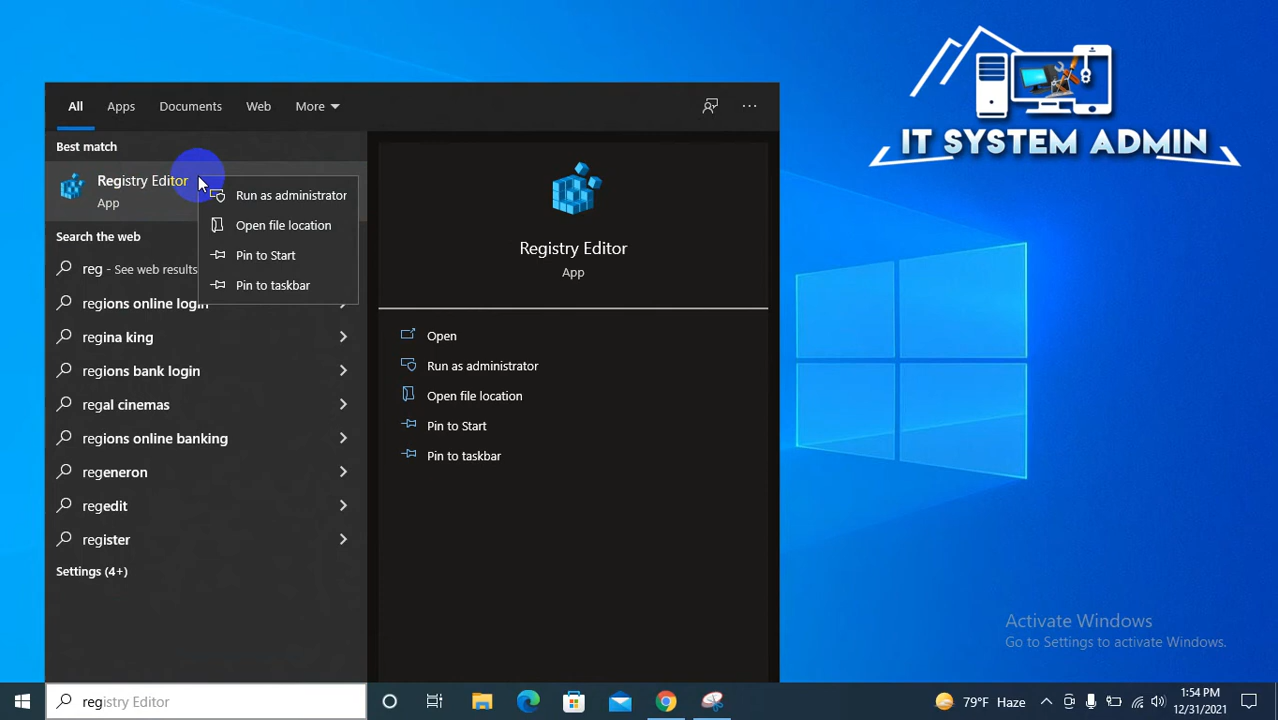 IT SYSTEM ADMIN
All Apps Documents Web More
Best match
Registry Editor
App
Run as administrator
Open file location
Pin to Start
Pin to taskbar
Search the web
reg - See web results
regions online login
regina king
regions bank login
regal cinemas
regions online banking
regeneron
regedit
register
Settings (4+)
Registry Editor
App
Open
Run as administrator
Open file location
Pin to Start
Pin to taskbar
Activate Windows
Go to Settings to activate Windows.
registry Editor
79°F Haze
1:54 PM
12/31/2021